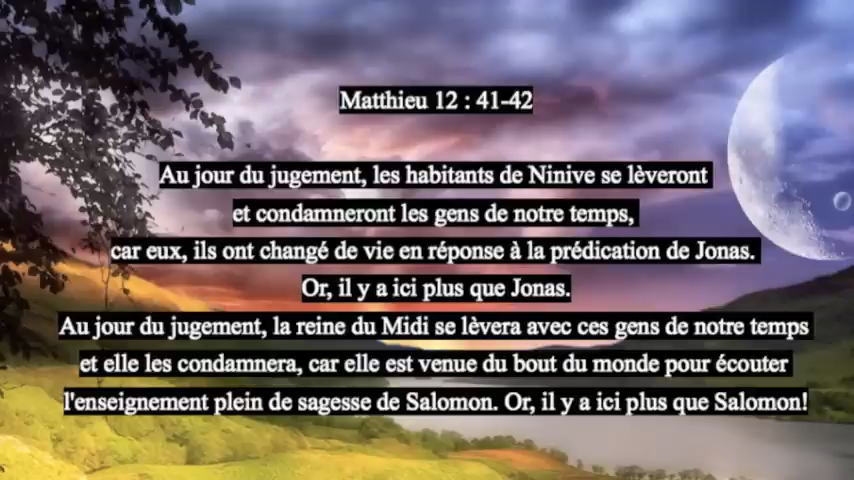 Matthieu 12 : 41-42
Au jour du jugement, les habitants de Ninive se lèveront
et condamneront les gens de notre temps,
car eux, ils ont changé de vie en réponse à la prédication de Jonas.
Or, il y a ici plus que Jonas.
Au jour du jugement, la reine du Midi se lèvera avec ces gens de notre temps
et elle les condamnera, car elle est venue du bout du monde pour écouter
l'enseignement plein de sagesse de Salomon. Or, il y a ici plus que Salomon!